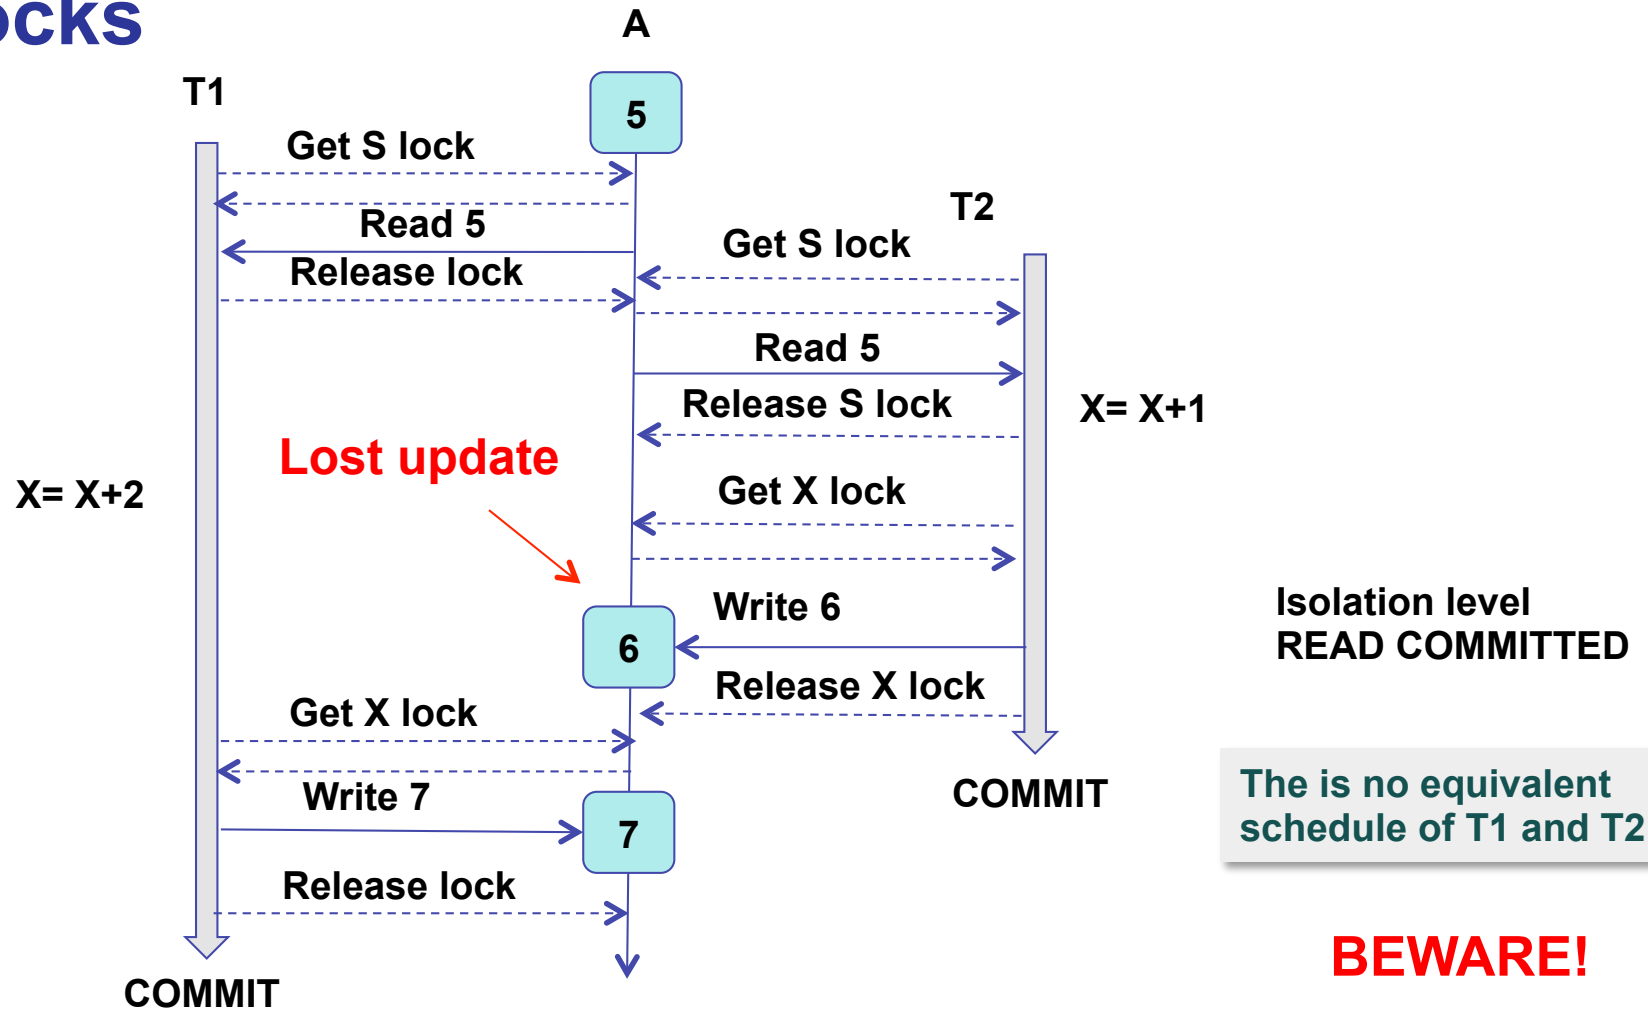 A
T1
5
Get S lock
T2
Read 5
Get S lock
Release lock
Read 5
Release S lock
X= X+1
Lost update
X= X+2
Get X lock
Write 6
Isolation level
READ COMMITTED
6
Release X lock
Get X lock
COMMIT
Write 7
The is no equivalent
schedule of T1 and T2
7
Release lock
BEWARE!
COMMIT